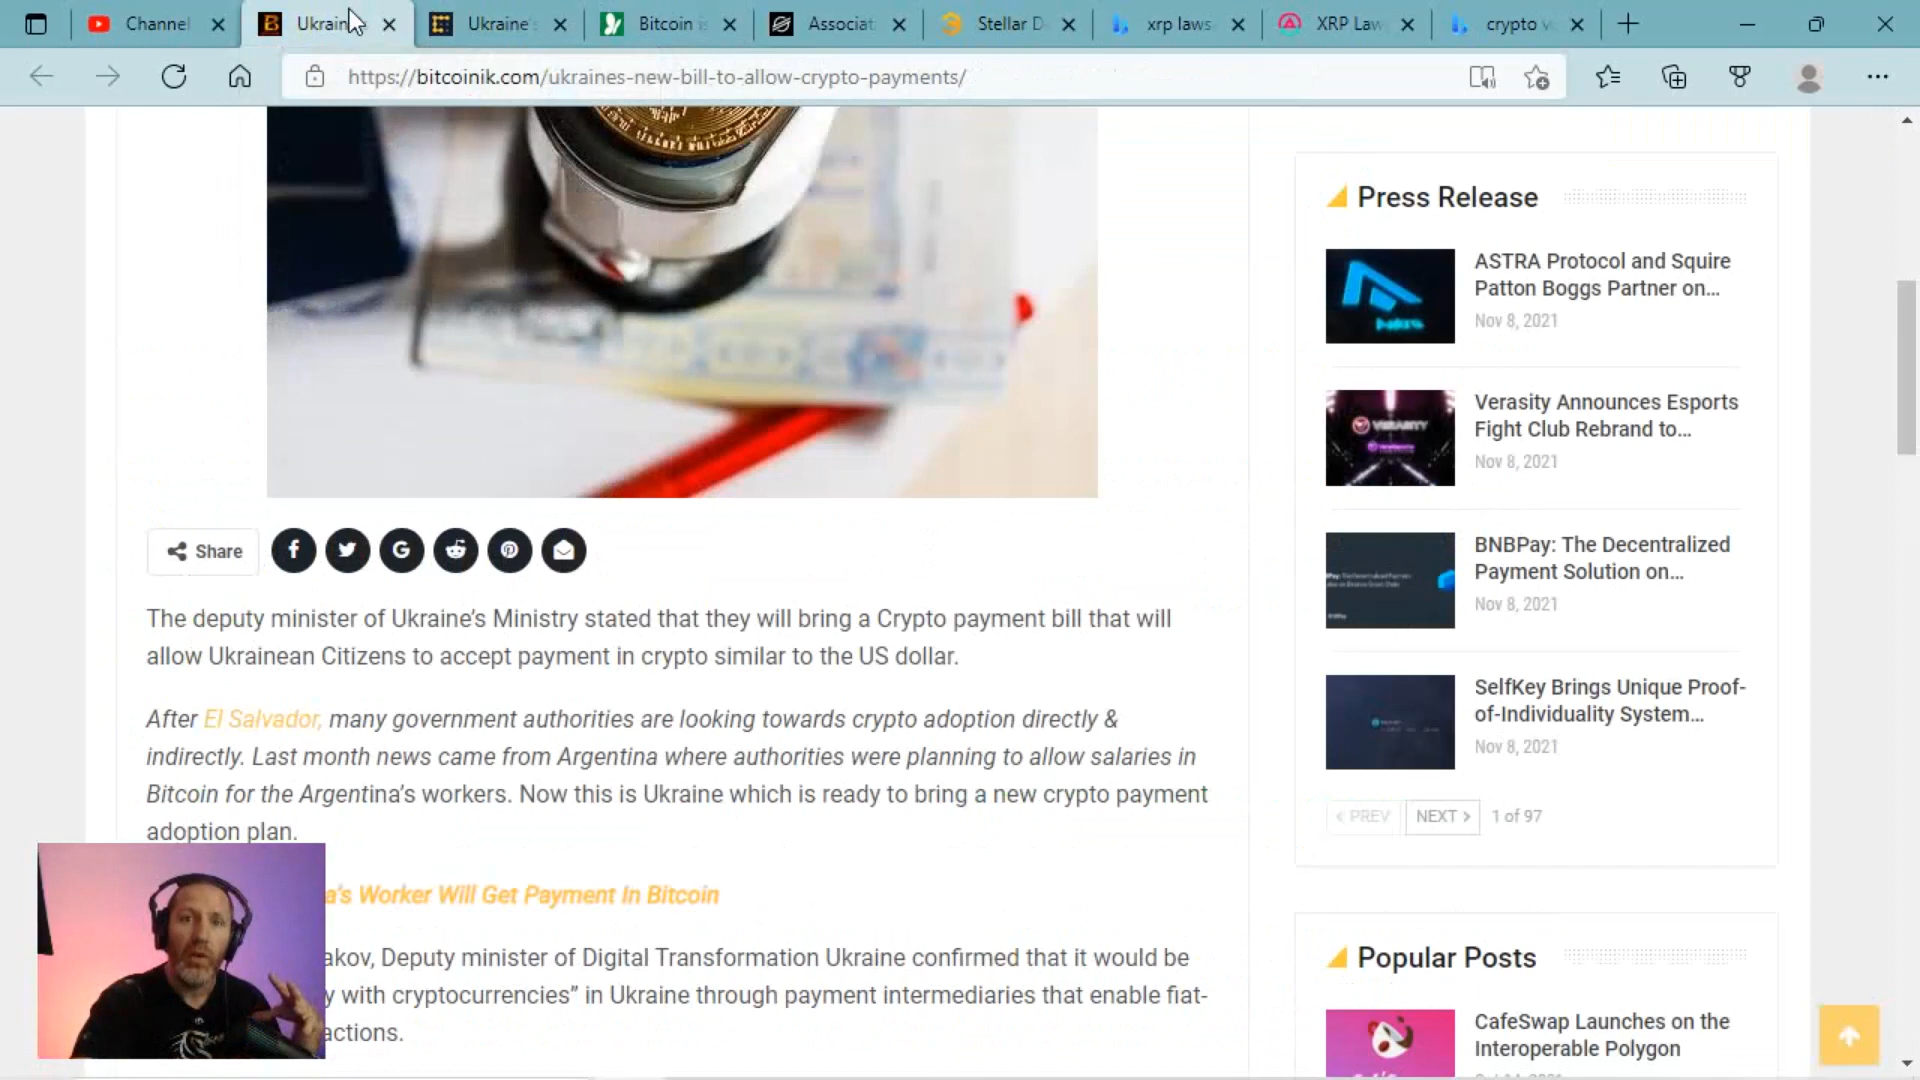 Channel
Ukraine
Ukraine's
Bitcoin is
Associat
Stellar D
xrp laws
XRP Law
crypto v
https://bitcoinik.com/ukraines-new-bill-to-allow-crypto-payments/
Share
The deputy minister of Ukraine's Ministry stated that they will bring a Crypto payment bill that will
allow Ukrainean Citizens to accept payment in crypto similar to the US dollar.
After El Salvador, many government authorities are looking towards crypto adoption directly &
indirectly. Last month news came from Argentina where authorities were planning to allow salaries in
Bitcoin for the Argentina's workers. Now this is Ukraine which is ready to bring a new crypto payment
adoption plan.
a's Worker Will Get Payment In Bitcoin
akov, Deputy minister of Digital Transformation Ukraine confirmed that it would be
y with cryptocurrencies” in Ukraine through payment intermediaries that enable fiat-
actions.
Press Release
ASTRA Protocol and Squire
Patton Boggs Partner on...
Nov 8, 2021
VERASITY
Verasity Announces Esports
Fight Club Rebrand to...
Nov 8, 2021
BNBPay: The Decentralized
Payment Solution on...
Nov 8, 2021
SelfKey Brings Unique Proof-
of-Individuality System...
Nov 8, 2021
PREV
NEXT
1 of 97
Popular Posts
CafeSwap Launches on the
Interoperable Polygon